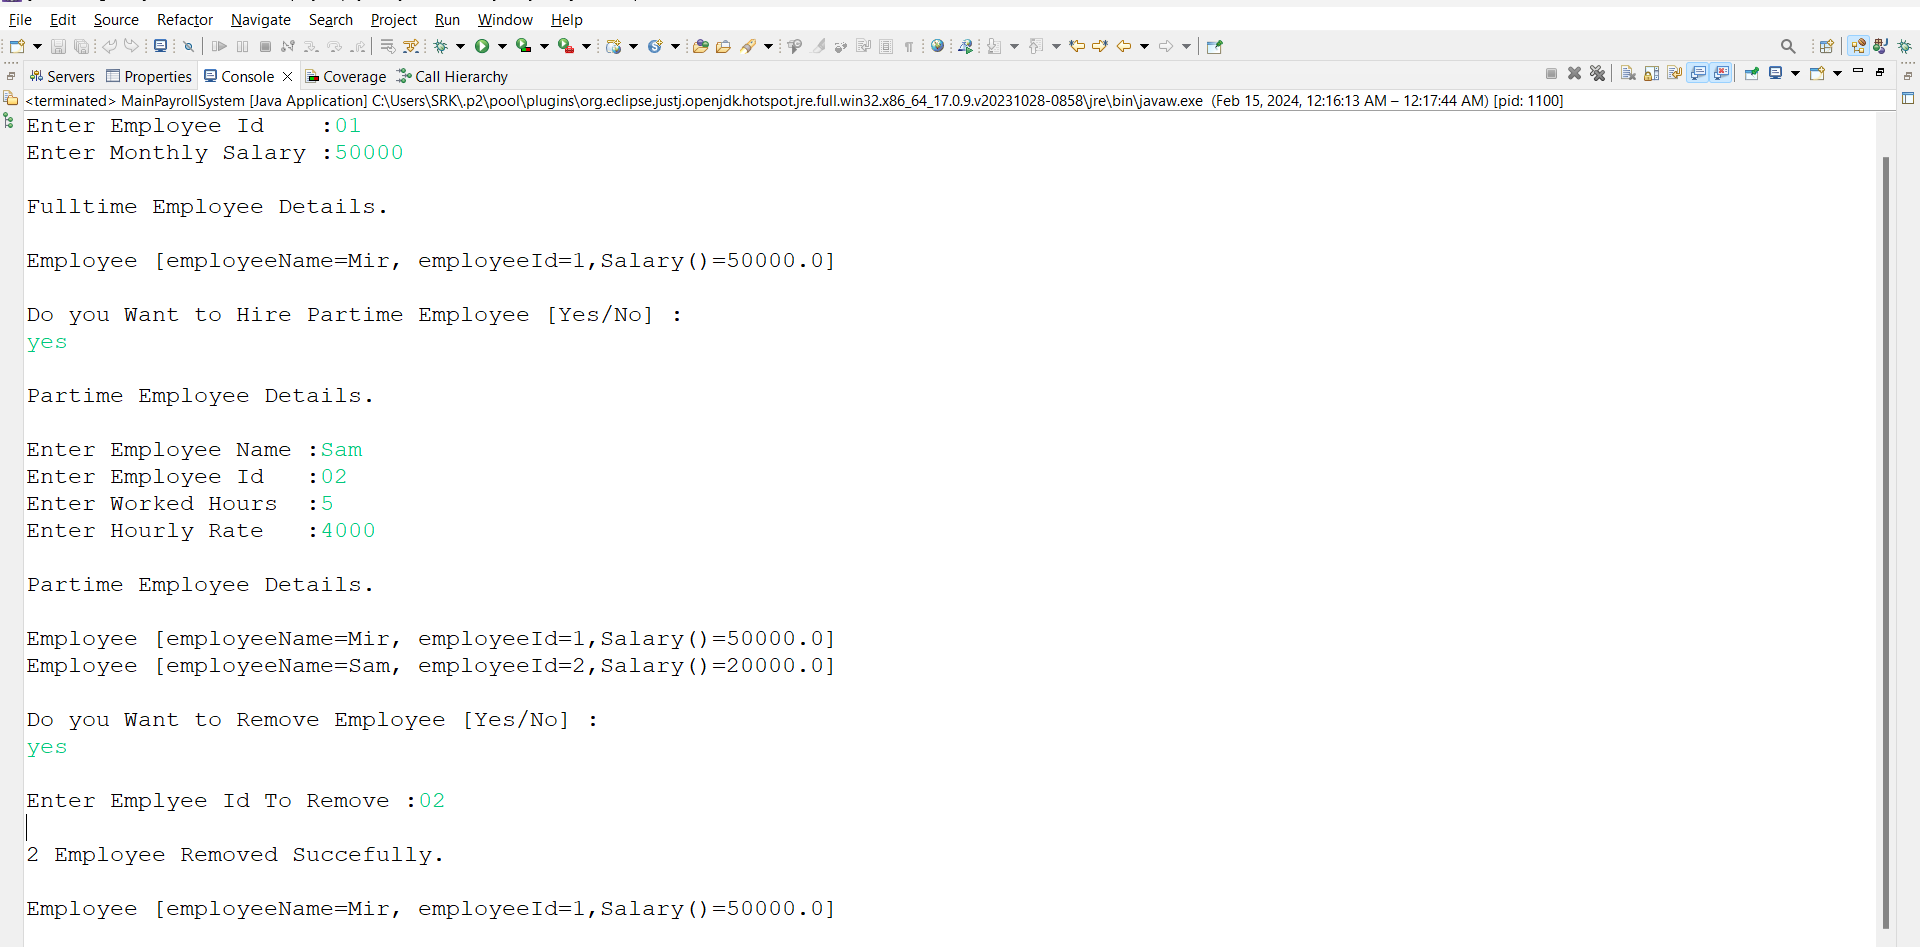 File Edit Source Refactor Navigate Search Project Run Window Help
Servers Properties Console Coverage Call Hierarchy
<terminated> MainPayrollSystem [Java Application] C:\Users\SRK\.p2\pool\plugins\org.eclipse.justj.openjdk.hotspot.jre.full.win32.x86_64_17.0.9.v20231028-0858\jre\bin\javaw.exe (Feb 15, 2024, 12:16:13 AM – 12:17:44 AM) [pid: 1100]
Enter Employee Id    :01
Enter Monthly Salary :50000
Fulltime Employee Details.
Employee [employeeName=Mir, employeeId=1,Salary()=50000.0]
Do you Want to Hire Partime Employee [Yes/No] :
yes
Partime Employee Details.
Enter Employee Name :Sam
Enter Employee Id   :02
Enter Worked Hours  :5
Enter Hourly Rate   :4000
Partime Employee Details.
Employee [employeeName=Mir, employeeId=1,Salary()=50000.0]
Employee [employeeName=Sam, employeeId=2,Salary()=20000.0]
Do you Want to Remove Employee [Yes/No] :
yes
Enter Emplyee Id To Remove :02
2 Employee Removed Succefully.
Employee [employeeName=Mir, employeeId=1,Salary()=50000.0]